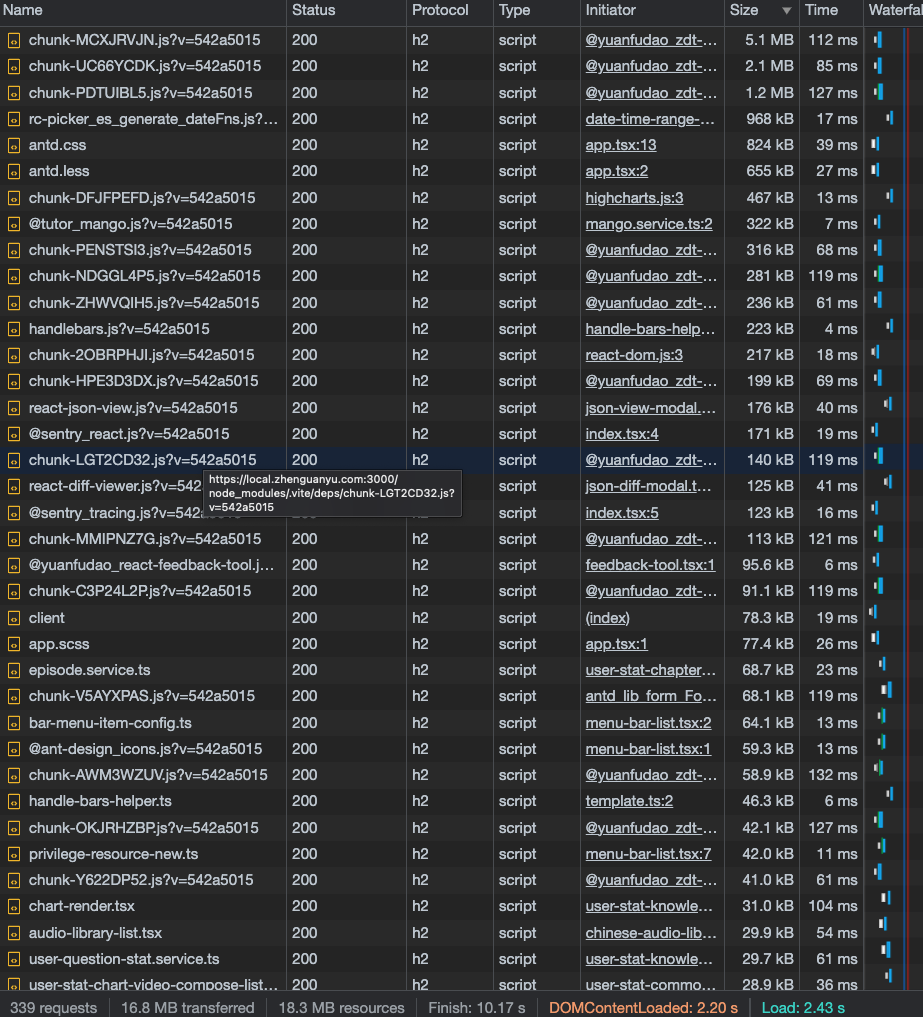 Name Status Protocol Type Initiator Size Time Waterfal
chunk-MCXJRVJN.js?v=542a5015 200 h2 script @yuanfudao_zdt-... 5.1 MB 112 ms
chunk-UC66YCDK.js?v=542a5015 200 h2 script @yuanfudao_zdt-... 2.1 MB 85 ms
chunk-PDTUIBL5.js?v=542a5015 200 h2 script @yuanfudao_zdt-... 1.2 MB 127 ms
rc-picker_es_generate_dateFns.js?... 200 h2 script date-time-range-... 968 kB 17 ms
antd.css 200 h2 script app.tsx:13 824 kB 39 ms
antd.less 200 h2 script app.tsx:2 655 kB 27 ms
chunk-DFJFPEFD.js?v=542a5015 200 h2 script highcharts.js:3 467 kB 13 ms
@tutor_mango.js?v=542a5015 200 h2 script mango.service.ts:2 322 kB 7 ms
chunk-PENSTSI3.js?v=542a5015 200 h2 script @yuanfudao_zdt-... 316 kB 68 ms
chunk-NDGGL4P5.js?v=542a5015 200 h2 script @yuanfudao_zdt-... 281 kB 119 ms
chunk-ZHWVQIH5.js?v=542a5015 200 h2 script @yuanfudao_zdt-... 236 kB 61 ms
handlebars.js?v=542a5015 200 h2 script handle-bars-help... 223 kB 4 ms
chunk-2OBRPHJI.js?v=542a5015 200 h2 script react-dom.js:3 217 kB 18 ms
chunk-HPE3D3DX.js?v=542a5015 200 h2 script @yuanfudao_zdt-... 199 kB 69 ms
react-json-view.js?v=542a5015 200 h2 script json-view-modal.... 176 kB 40 ms
@sentry_react.js?v=542a5015 200 h2 script index.tsx:4 171 kB 19 ms
chunk-LGT2CD32.js?v=542a5015 200 h2 script @yuanfudao_zdt-... 140 kB 119 ms
react-diff-viewer.js?v=542 script json-diff-modal.t... 125 kB 41 ms
https://local.zhenguanyu.com:3000/
node_modules/.vite/deps/chunk-LGT2CD32.js?
v=542a5015
@sentry_tracing.js?v=542a script index.tsx:5 123 kB 16 ms
chunk-MMIPNZ7G.js?v=542a5015 200 h2 script @yuanfudao_zdt-... 113 kB 121 ms
@yuanfudao_react-feedback-tool.j... 200 h2 script feedback-tool.tsx:1 95.6 kB 6 ms
chunk-C3P24L2P.js?v=542a5015 200 h2 script @yuanfudao_zdt-... 91.1 kB 119 ms
client 200 h2 script (index) 78.3 kB 19 ms
app.scss 200 h2 script app.tsx:1 77.4 kB 26 ms
episode.service.ts 200 h2 script user-stat-chapter... 68.7 kB 23 ms
chunk-V5AYXPAS.js?v=542a5015 200 h2 script antd_lib_form_Fo... 68.1 kB 119 ms
bar-menu-item-config.ts 200 h2 script menu-bar-list.tsx:2 64.1 kB 13 ms
@ant-design_icons.js?v=542a5015 200 h2 script menu-bar-list.tsx:1 59.3 kB 13 ms
chunk-AWM3WZUV.js?v=542a5015 200 h2 script @yuanfudao_zdt-... 58.9 kB 132 ms
handle-bars-helper.ts 200 h2 script template.ts:2 46.3 kB 6 ms
chunk-OKJRHZBP.js?v=542a5015 200 h2 script @yuanfudao_zdt-... 42.1 kB 127 ms
privilege-resource-new.ts 200 h2 script menu-bar-list.tsx:7 42.0 kB 11 ms
chunk-Y622DP52.js?v=542a5015 200 h2 script @yuanfudao_zdt-... 41.0 kB 61 ms
chart-render.tsx 200 h2 script user-stat-knowle... 31.0 kB 104 ms
audio-library-list.tsx 200 h2 script chinese-audio-lib... 29.9 kB 54 ms
user-question-stat.service.ts 200 h2 script user-stat-knowle... 29.7 kB 61 ms
user-stat-chart-video-compose-list... 200 h2 script user-stat-commo... 28.9 kB 36 ms
339 requests 16.8 MB transferred 18.3 MB resources Finish: 10.17 s DOMContentLoaded: 2.20 s Load: 2.43 s